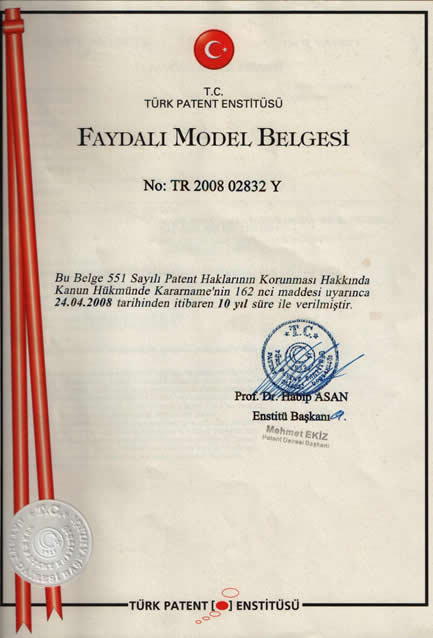 T.C.
TÜRK PATENT ENSTİTÜSÜ
FAYDALI MODEL BELGESİ
No: TR 2008 02832 Y
Bu Belge 551 Sayılı Patent Haklarının Korunması Hakkında
Kanun Hükmünde Kararname'nin 162 nci maddesi uyarınca
24.04.2008 tarihinden itibaren 10 yıl süre ile verilmiştir.
T.C.
Prof. Dr. Habip ASAN
Enstitü Başkanı
Mehmet EKİZ
Patent Dairesi Başkanı
T.C.
TÜRK PATENT ENSTİTÜSÜ